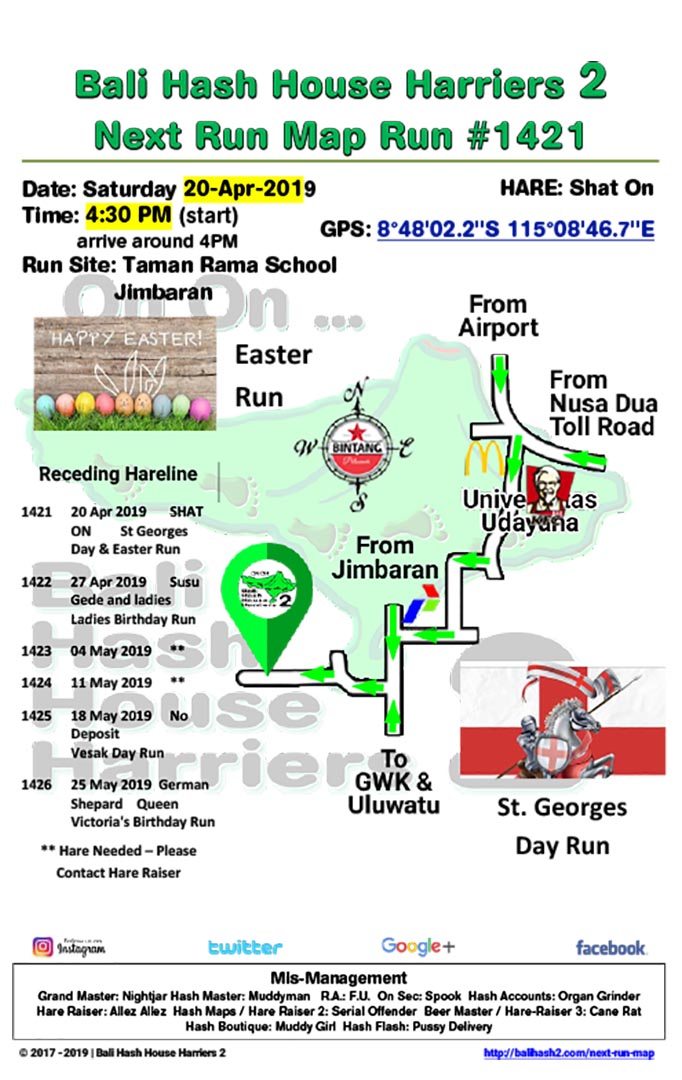 Bali Hash House Harriers 2
Next Run Map Run #1421
Date: Saturday 20-Apr-2019
HARE: Shat On
Time: 4:30 PM (start)
arrive around 4PM
GPS: 8°48'02.2"S 115°08'46.7"E
Run Site: Taman Rama School
Jimbaran
On On ...
HAPPY EASTER!
Easter
Run
From
Airport
From
Nusa Dua
Toll Road
N
W
E
S
BINTANG
Pilsener
KFC
Universitas
Udayana
From
Jimbaran
Receding Hareline
1421 20 Apr 2019 SHAT
ON St Georges
Day & Easter Run
1422 27 Apr 2019 Susu
Gede and ladies
Ladies Birthday Run
1423 04 May 2019 **
1424 11 May 2019 **
1425 18 May 2019 No
Deposit
Vesak Day Run
1426 25 May 2019 German
Shepard Queen
Victoria's Birthday Run
** Hare Needed – Please
Contact Hare Raiser
Bali
Hash
House
Harriers 2
2
To
GWK &
Uluwatu
St. Georges
Day Run
Follow us on
Instagram
twitter
Google+
facebook.
Mis-Management
Grand Master: Nightjar Hash Master: Muddyman R.A.: F.U. On Sec: Spook Hash Accounts: Organ Grinder
Hare Raiser: Allez Allez Hash Maps / Hare Raiser 2: Serial Offender Beer Master / Hare-Raiser 3: Cane Rat
Hash Boutique: Muddy Girl Hash Flash: Pussy Delivery
© 2017 - 2019 | Bali Hash House Harriers 2
http://balihash2.com/next-run-map